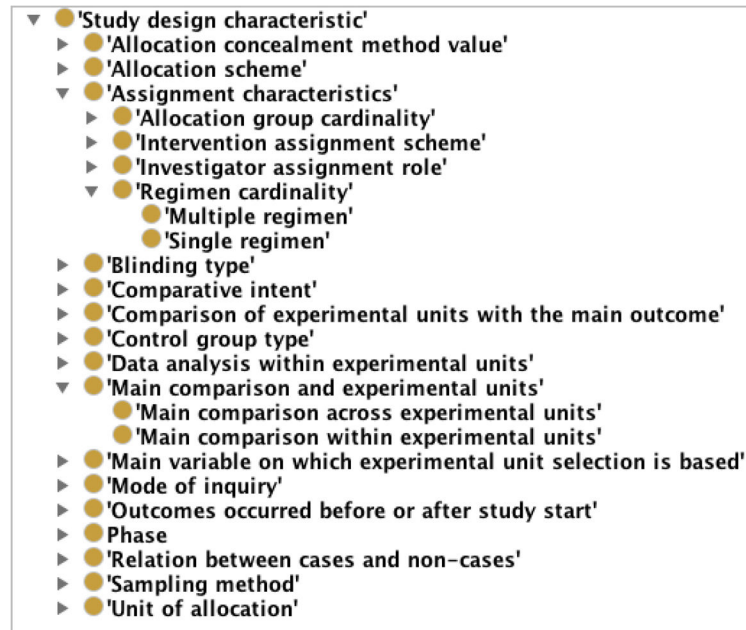 'Study design characteristic'
'Allocation concealment method value'
'Allocation scheme'
'Assignment characteristics'
'Allocation group cardinality'
'Intervention assignment scheme'
'Investigator assignment role'
'Regimen cardinality'
'Multiple regimen'
'Single regimen'
'Blinding type'
'Comparative intent'
'Comparison of experimental units with the main outcome'
'Control group type'
'Data analysis within experimental units'
'Main comparison and experimental units'
'Main comparison across experimental units'
'Main comparison within experimental units'
'Main variable on which experimental unit selection is based'
'Mode of inquiry'
'Outcomes occurred before or after study start'
Phase
'Relation between cases and non-cases'
'Sampling method'
'Unit of allocation'